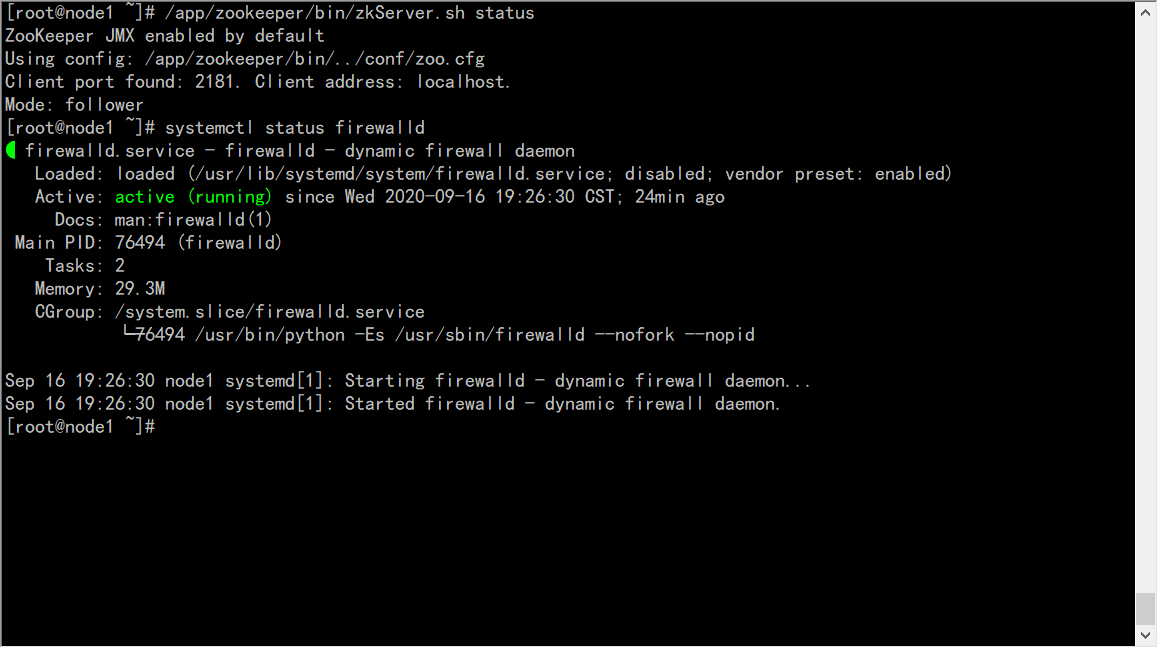 [root@node1 ~]# /app/zookeeper/bin/zkServer.sh status
ZooKeeper JMX enabled by default
Using config: /app/zookeeper/bin/../conf/zoo.cfg
Client port found: 2181. Client address: localhost.
Mode: follower
[root@node1 ~]# systemctl status firewalld
● firewalld.service - firewalld - dynamic firewall daemon
   Loaded: loaded (/usr/lib/systemd/system/firewalld.service; disabled; vendor preset: enabled)
   Active: active (running) since Wed 2020-09-16 19:26:30 CST; 24min ago
     Docs: man:firewalld(1)
 Main PID: 76494 (firewalld)
    Tasks: 2
   Memory: 29.3M
   CGroup: /system.slice/firewalld.service
           └─76494 /usr/bin/python -Es /usr/sbin/firewalld --nofork --nopid

Sep 16 19:26:30 node1 systemd[1]: Starting firewalld - dynamic firewall daemon...
Sep 16 19:26:30 node1 systemd[1]: Started firewalld - dynamic firewall daemon.
[root@node1 ~]#